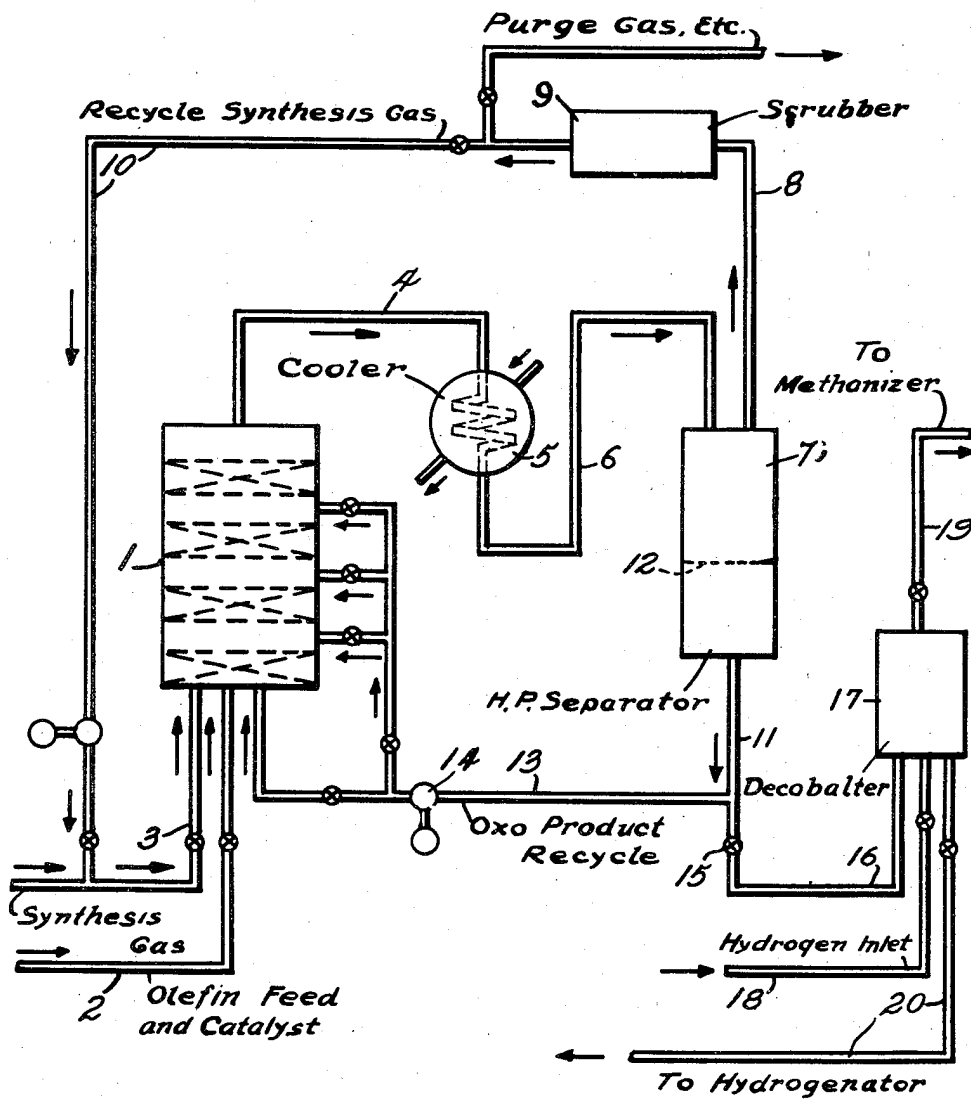 Purge Gas, Etc.
Recycle Synthesis Gas
9
Scrubber
10
8
4
To
Methanizer
Cooler
5
6
7
19
1
12
H.P. Separator
17
11
14
13
Decobalter
3
Oxo Product
Recycle
15
16
Synthesis
Gas
Hydrogen Inlet
18
2
Olefin Feed
and Catalyst
20
To Hydrogenator